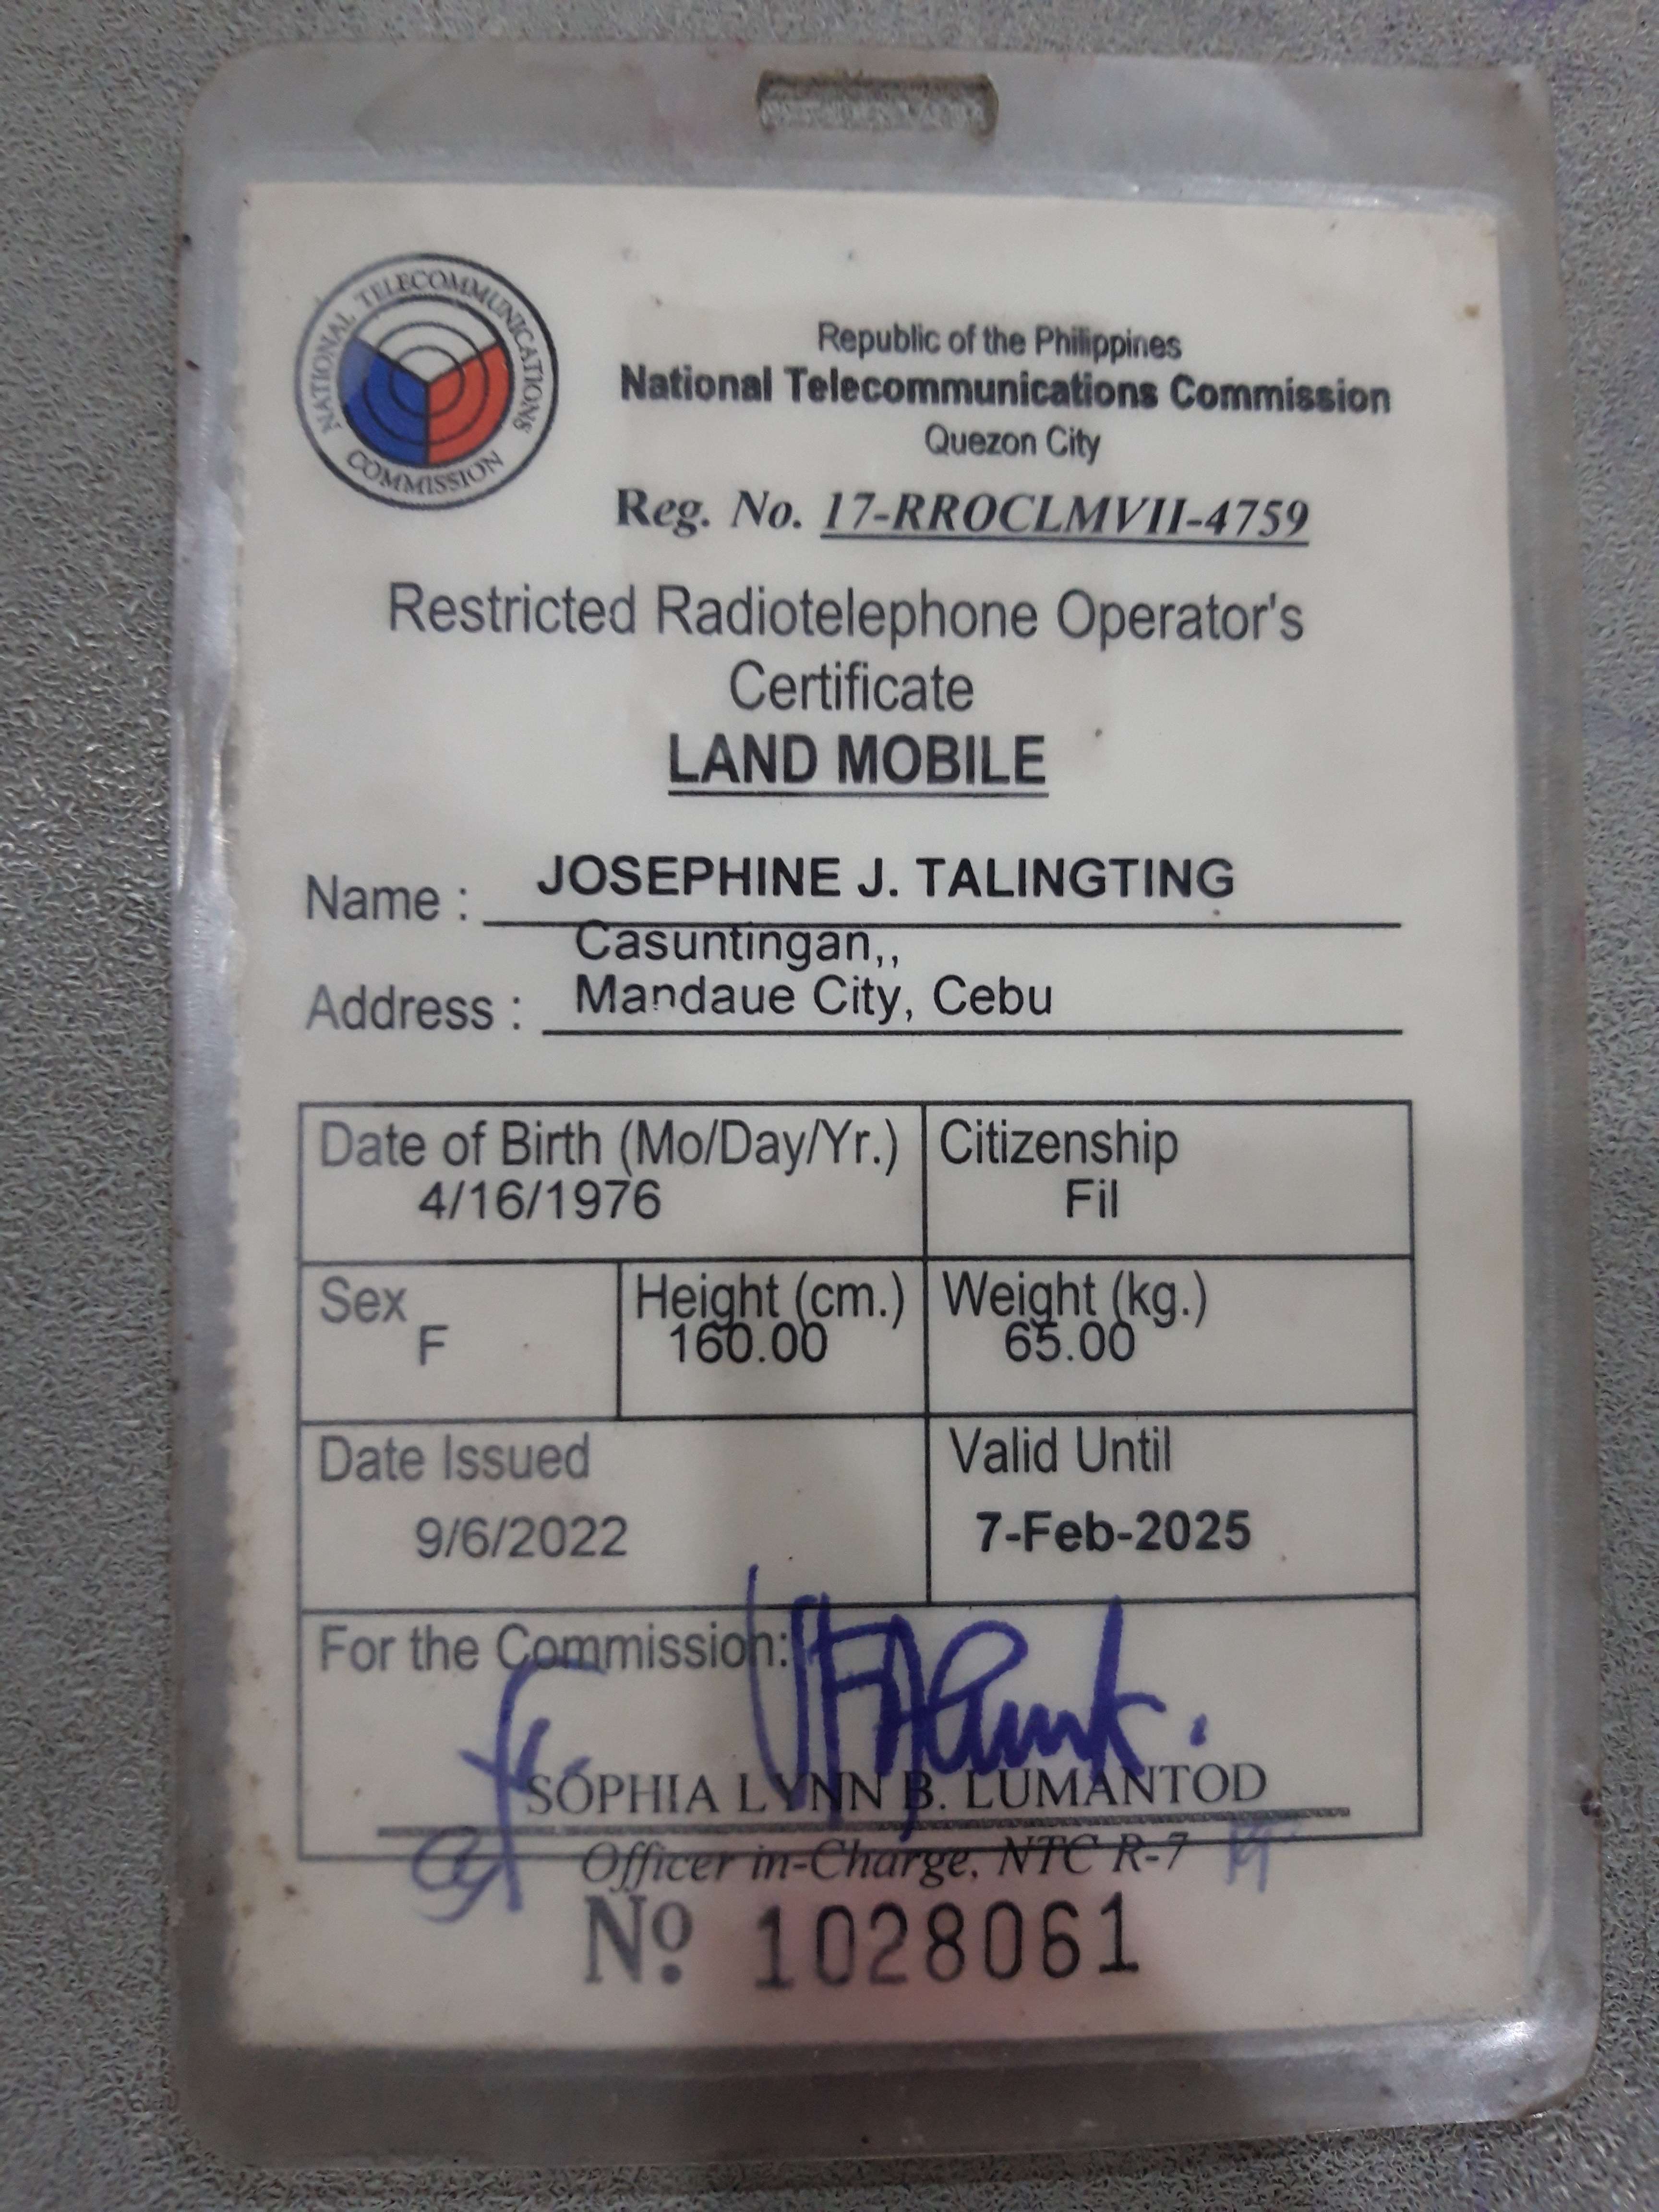 NATIONAL TELECOMMUNICATIONS COMMISSION
Republic of the Philippines
National Telecommunications Commission
Quezon City
Reg. No. 17-RROCLMVII-4759
Restricted Radiotelephone Operator's
Certificate
LAND MOBILE
Name : JOSEPHINE J. TALINGTING
Casuntingan,,
Address : Mandaue City, Cebu
Date of Birth (Mo/Day/Yr.) Citizenship
4/16/1976 Fil
Sex Height (cm.) Weight (kg.)
F 160.00 65.00
Date Issued Valid Until
9/6/2022 7-Feb-2025
For the Commission:
SOPHIA LYNN B. LUMANTOD
Officer in-Charge, NTC R-7
No. 1028061